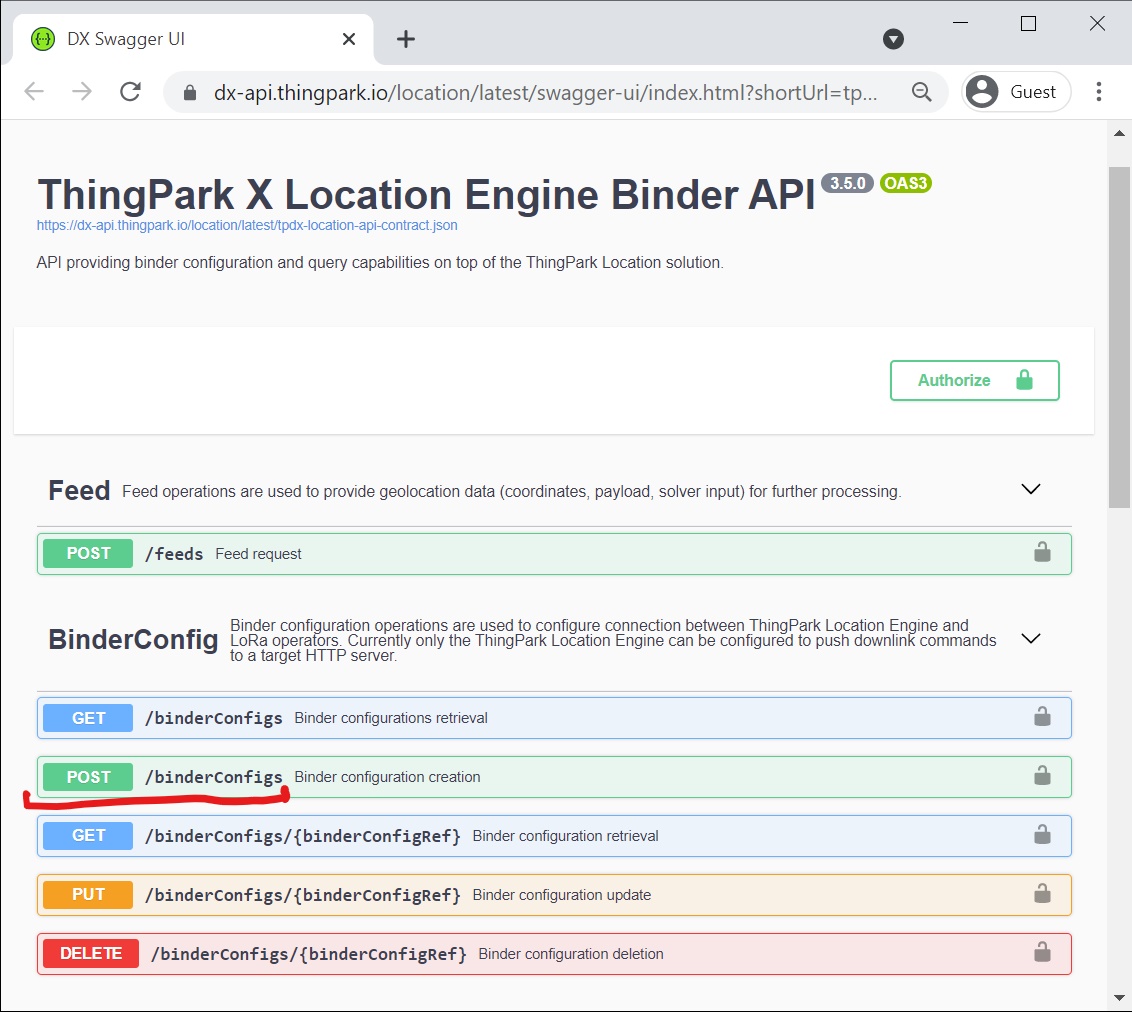 DX Swagger UI
dx-api.thingpark.io/location/latest/swagger-ui/index.html?shortUrl=tp...
Guest
ThingPark X Location Engine Binder API 3.5.0 OAS3
https://dx-api.thingpark.io/location/latest/tpdx-location-api-contract.json
API providing binder configuration and query capabilities on top of the ThingPark Location solution.
Authorize
Feed Feed operations are used to provide geolocation data (coordinates, payload, solver input) for further processing.
POST /feeds Feed request
BinderConfig
Binder configuration operations are used to configure connection between ThingPark Location Engine and
LoRa operators. Currently only the ThingPark Location Engine can be configured to push downlink commands
to a target HTTP server.
GET /binderConfigs Binder configurations retrieval
POST /binderConfigs Binder configuration creation
GET /binderConfigs/{binderConfigRef} Binder configuration retrieval
PUT /binderConfigs/{binderConfigRef} Binder configuration update
DELETE /binderConfigs/{binderConfigRef} Binder configuration deletion